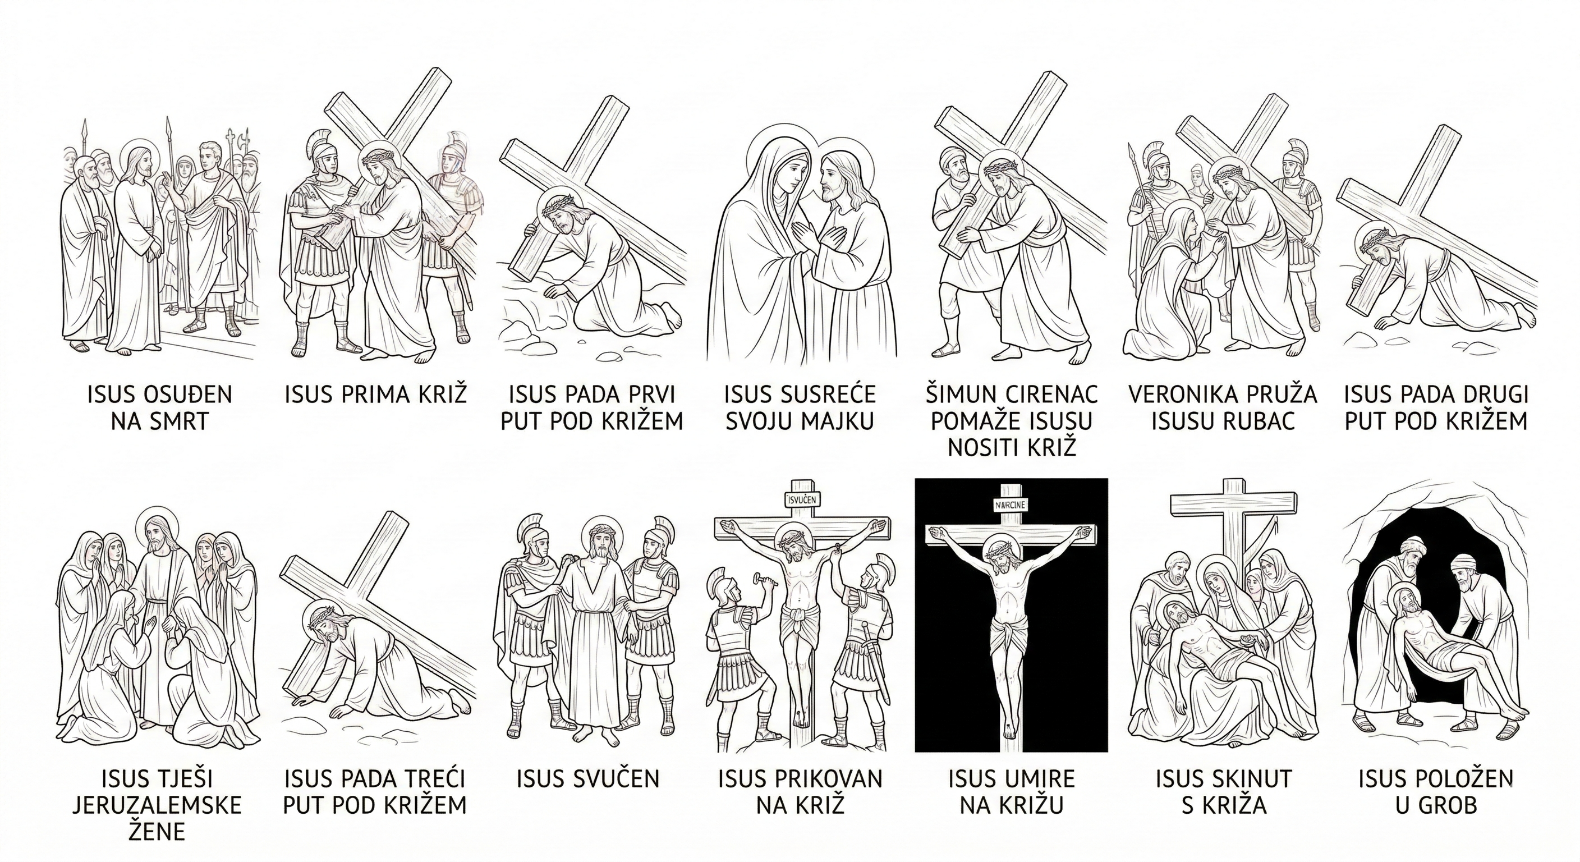 ISUS OSUĐEN
NA SMRT
ISUS PRIMA KRIŽ
ISUS PADA PRVI
PUT POD KRIŽEM
ISUS SUSREĆE
SVOJU MAJKU
ŠIMUN CIRENAC
POMAŽE ISUSU
NOSITI KRIŽ
VERONIKA PRUŽA
ISUSU RUBAC
ISUS PADA DRUGI
PUT POD KRIŽEM
ISVUČEN
NARCINE
ISUS TJEŠI
JERUZALEMSKE
ŽENE
ISUS PADA TREĆI
PUT POD KRIŽEM
ISUS SVUČEN
ISUS PRIKOVAN
NA KRIŽ
ISUS UMIRE
NA KRIŽU
ISUS SKINUT
S KRIŽA
ISUS POLOŽEN
U GROB